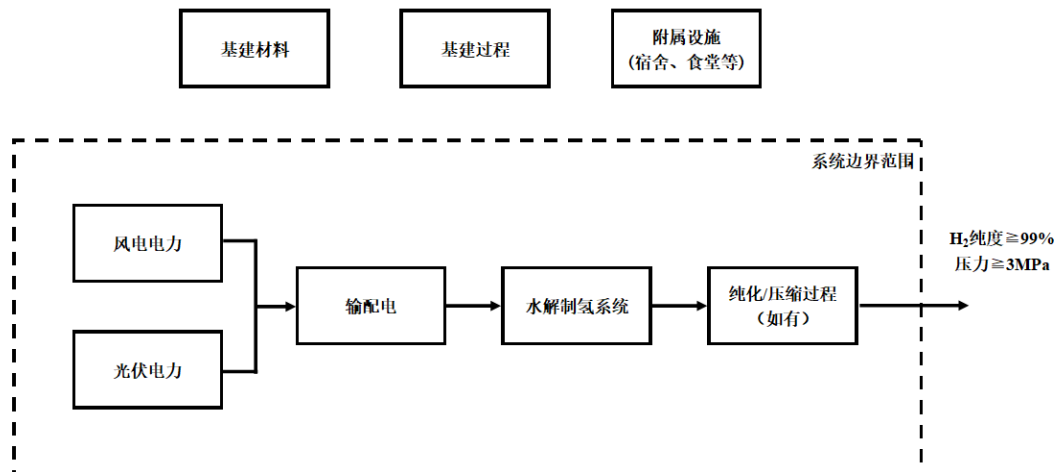 基建材料
基建过程
附属设施
(宿舍、食堂等)
系统边界范围
风电电力
光伏电力
输配电
水解制氢系统
纯化/压缩过程
（如有）
H₂纯度≧99%
压力≧3MPa